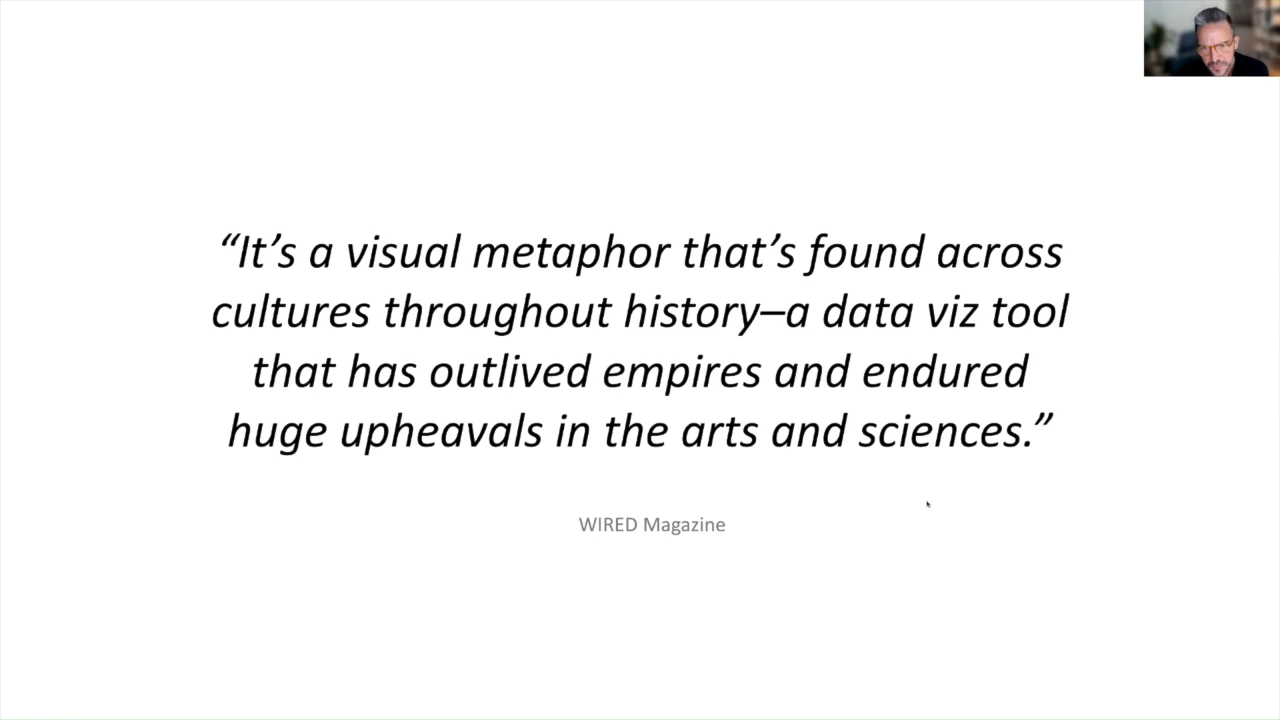 “It’s a visual metaphor that’s found across
cultures throughout history–a data viz tool
that has outlived empires and endured
huge upheavals in the arts and sciences.”
WIRED Magazine